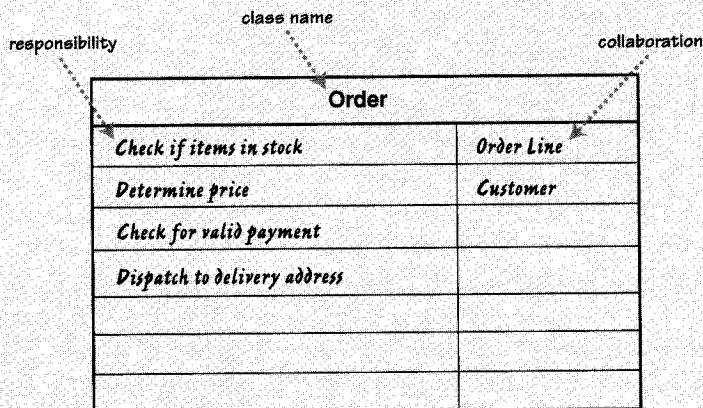 class name
responsibility
collaboration
Order
Check if items in stock
Order Line
Determine price
Customer
Check for valid payment
Dispatch to delivery address